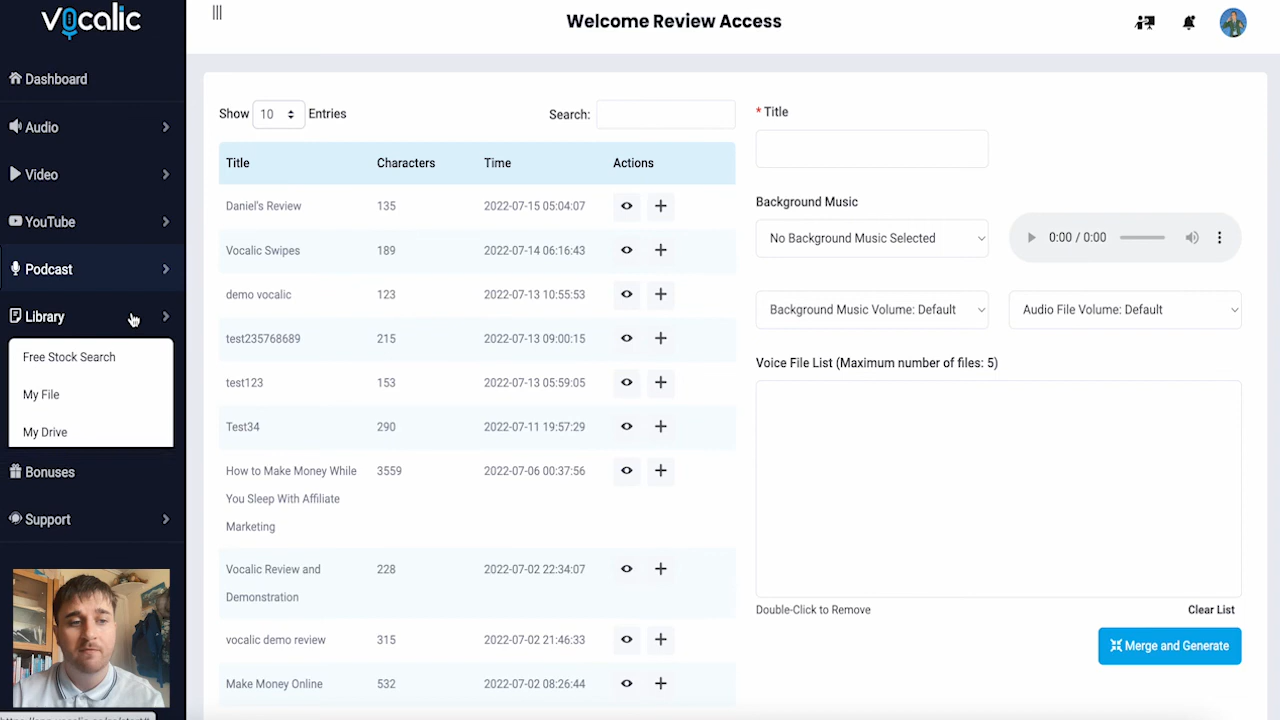 vocalic
Welcome Review Access
Dashboard
Audio
Video
YouTube
Podcast
Library
Free Stock Search
My File
My Drive
Bonuses
Support
Show 10 Entries
Search:
Title Characters Time Actions
Daniel's Review 135 2022-07-15 05:04:07
Vocalic Swipes 189 2022-07-14 06:16:43
demo vocalic 123 2022-07-13 10:55:53
test235768689 215 2022-07-13 09:00:15
test123 153 2022-07-13 05:59:05
Test34 290 2022-07-11 19:57:29
How to Make Money While 3559 2022-07-06 00:37:56
You Sleep With Affiliate
Marketing
Vocalic Review and 228 2022-07-02 22:34:07
Demonstration
vocalic demo review 315 2022-07-02 21:46:33
Make Money Online 532 2022-07-02 08:26:44
* Title
Background Music
No Background Music Selected
0:00 / 0:00
Background Music Volume: Default
Audio File Volume: Default
Voice File List (Maximum number of files: 5)
Double-Click to Remove
Clear List
Merge and Generate